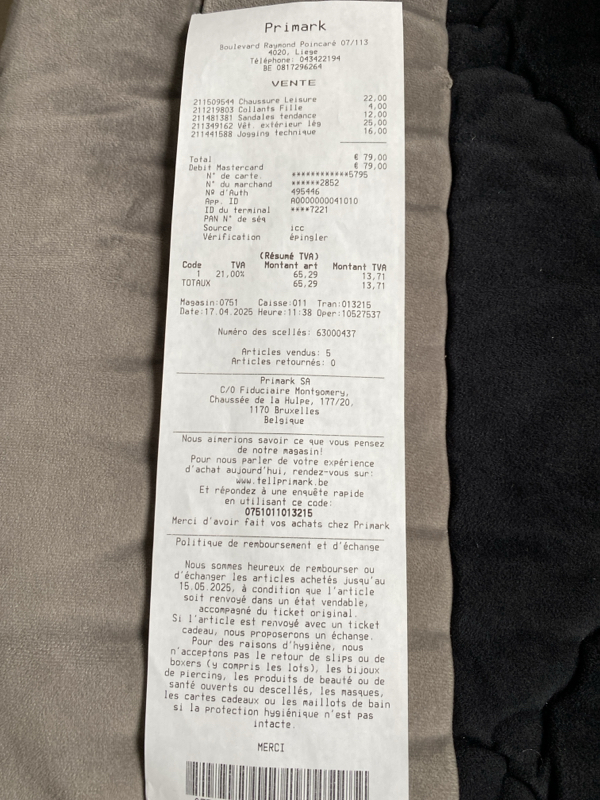 Primark
Boulevard Raymond Poincaré 07/113
4020, Liege
Téléphone: 043422194
BE 0817296264
VENTE
211509544 Chaussure Leisure 22,00
211219803 Collants Fille 4,00
211481381 Sandales tendance 12,00
211349162 Vêt. extérieur lég 25,00
211441588 Jogging technique 16,00
Total € 79,00
Debit Mastercard € 79,00
N° de carte ************5795
N° du marchand ******2852
Nº d'Auth 495446
App. ID A0000000041010
ID du terminal ****7221
PAN N° de séq
Source icc
Vérification épingler
(Résumé TVA)
Code TVA Montant art Montant TVA
1 21,00% 65,29 13,71
TOTAUX 65,29 13,71
Magasin:0751 Caisse:011 Tran:013215
Date:17.04.2025 Heure:11:38 Oper:10527537
Numéro des scellés: 63000437
Articles vendus: 5
Articles retournés: 0
Primark SA
C/O Fiduciaire Montgomery,
Chaussée de la Hulpe, 177/20,
1170 Bruxelles
Belgique
Nous aimerions savoir ce que vous pensez
de notre magasin!
Pour nous parler de votre expérience
d'achat aujourd'hui, rendez-vous sur:
www.tellprimark.be
Et répondez à une enquête rapide
en utilisant ce code:
0751011013215
Merci d'avoir fait vos achats chez Primark
Politique de remboursement et d'échange
Nous sommes heureux de rembourser ou
d'échanger les articles achetés jusqu'au
15.05.2025, à condition que l'article
soit renvoyé dans un état vendable,
accompagné du ticket original.
Si l'article est renvoyé avec un ticket
cadeau, nous proposerons un échange.
Pour des raisons d'hygiène, nous
n'acceptons pas le retour de slips ou de
boxers (y compris les lots), les bijoux
de piercing, les produits de beauté ou de
santé ouverts ou descellés, les masques,
les cartes cadeaux ou les maillots de bain
si la protection hygiénique n'est pas
intacte.
MERCI